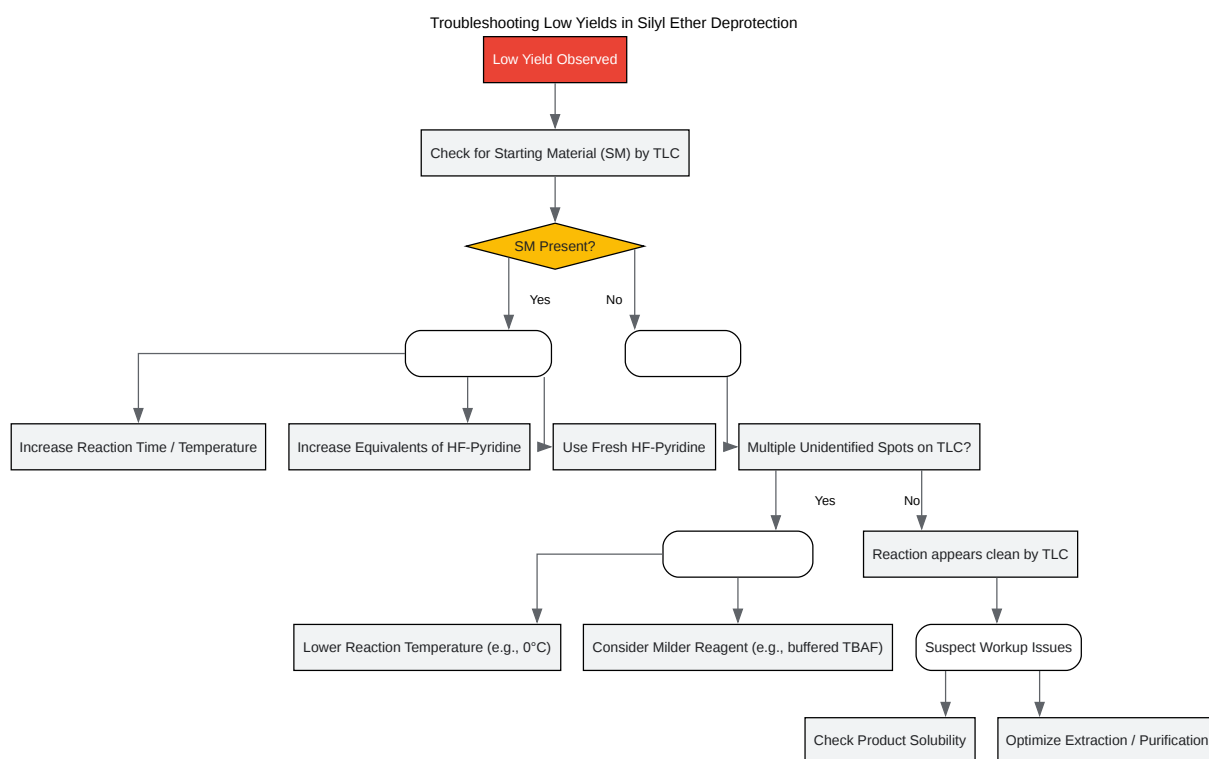 Troubleshooting Low Yields in Silyl Ether Deprotection
Low Yield Observed
Check for Starting Material (SM) by TLC
SM Present?
Yes
No
Increase Reaction Time / Temperature
Increase Equivalents of HF-Pyridine
Use Fresh HF-Pyridine
Multiple Unidentified Spots on TLC?
Yes
No
Reaction appears clean by TLC
Lower Reaction Temperature (e.g., 0°C)
Consider Milder Reagent (e.g., buffered TBAF)
Suspect Workup Issues
Check Product Solubility
Optimize Extraction / Purification